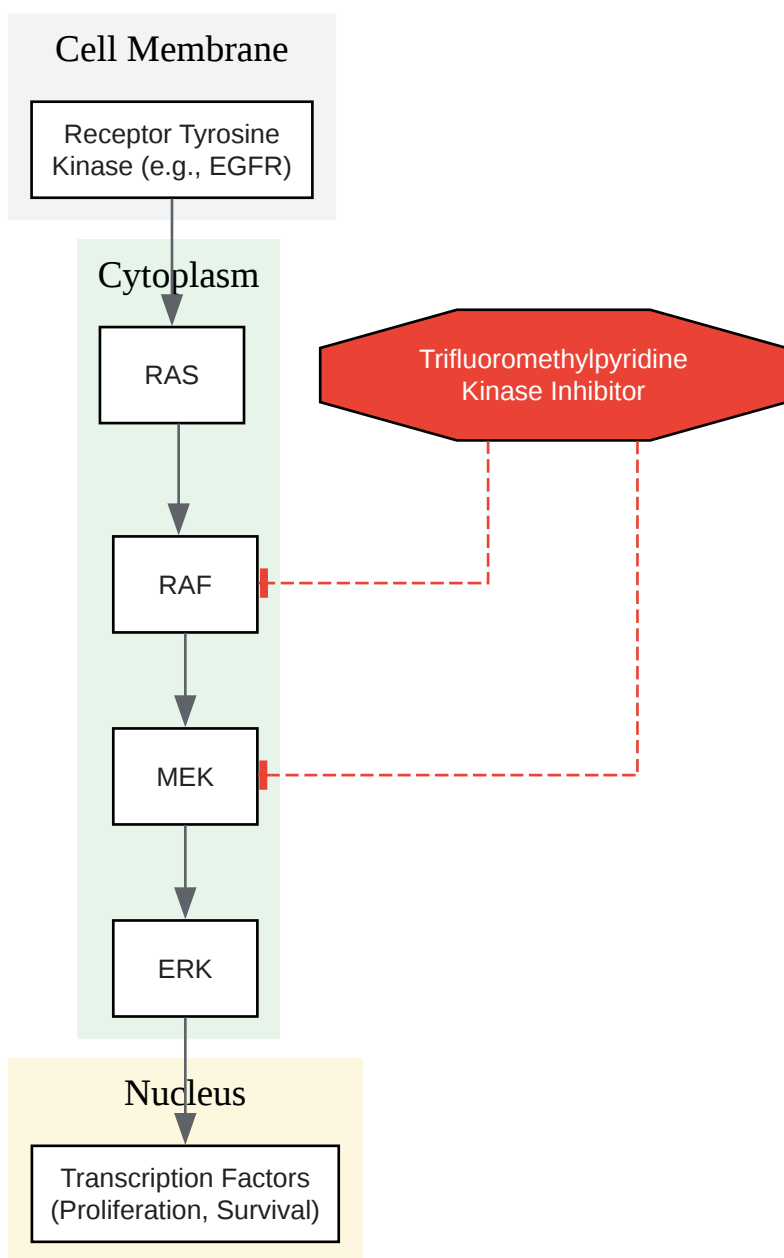 Cell Membrane
Receptor Tyrosine
Kinase (e.g., EGFR)
Cytoplasm
RAS
Trifluoromethylpyridine
Kinase Inhibitor
RAF
MEK
ERK
Nucleus
Transcription Factors
(Proliferation, Survival)